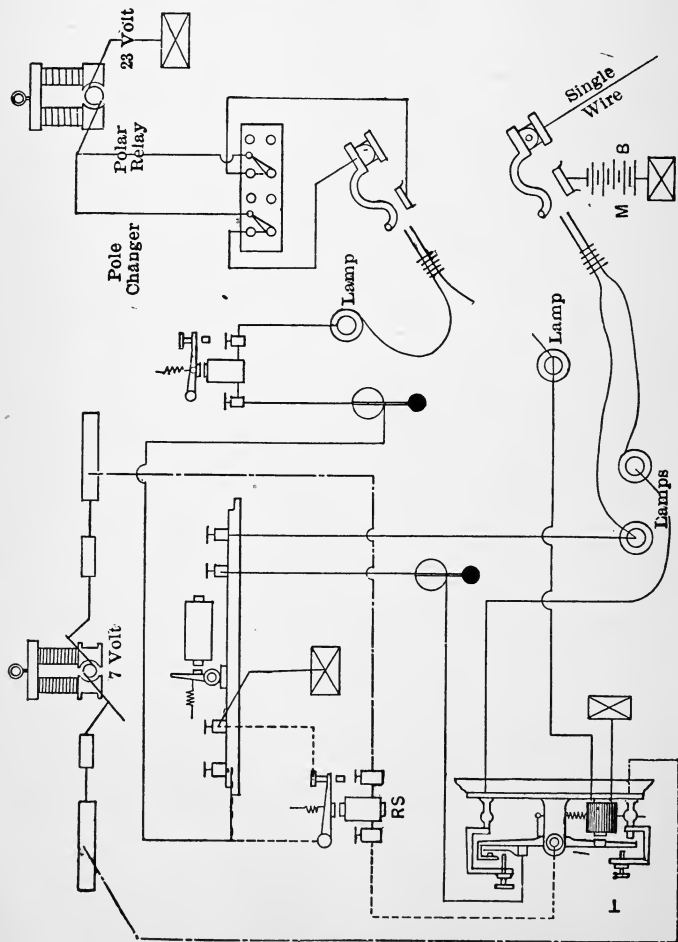 23 Volt
Polar
Relay
Pole
Changer
Lamp
Single
Wire
M B
Lamp
Lamps
7 Volt
RS
T